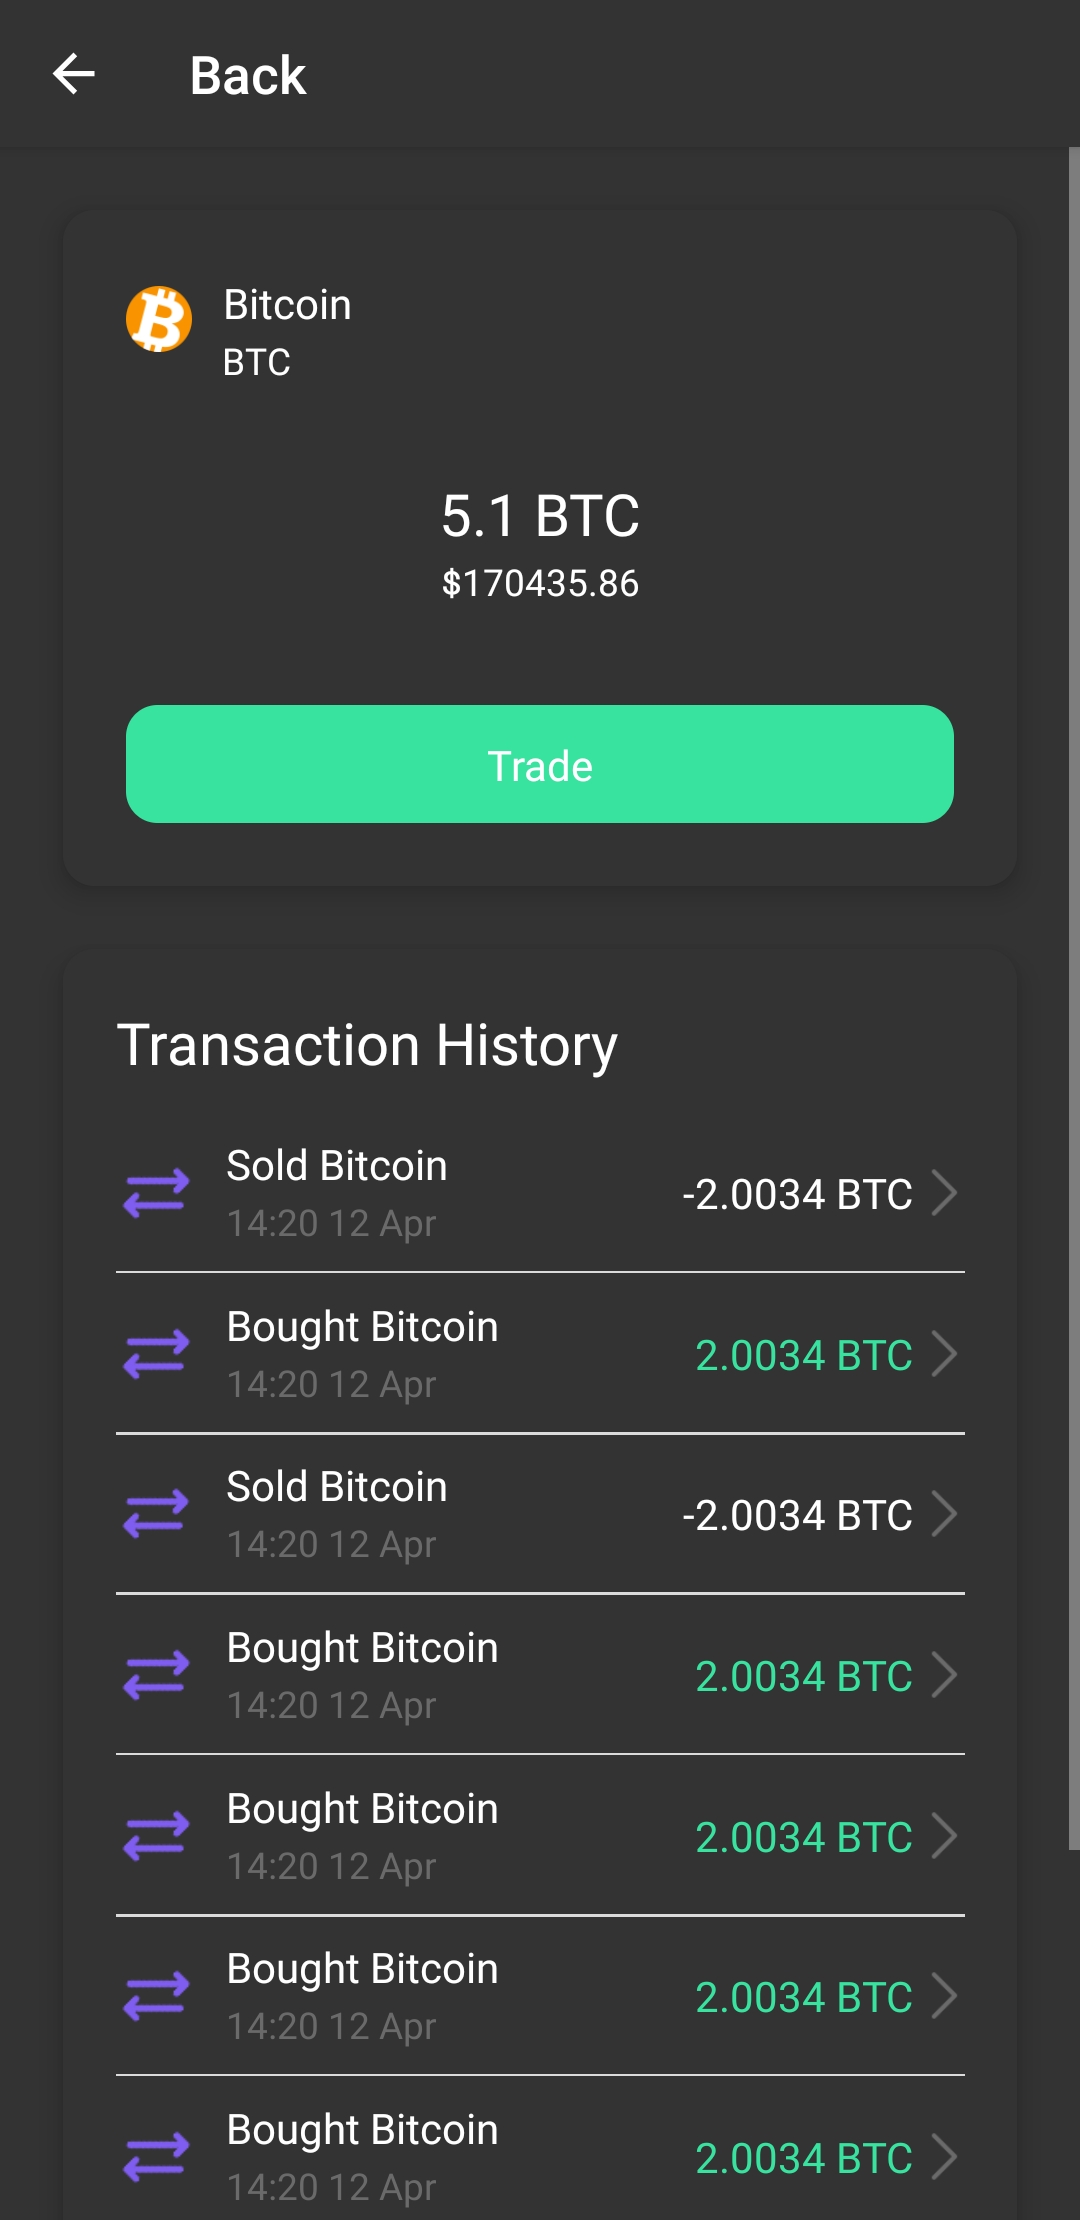 Back
Bitcoin
BTC
5.1 BTC
$170435.86
Trade
Transaction History
Sold Bitcoin
14:20 12 Apr
-2.0034 BTC
Bought Bitcoin
14:20 12 Apr
2.0034 BTC
Sold Bitcoin
14:20 12 Apr
-2.0034 BTC
Bought Bitcoin
14:20 12 Apr
2.0034 BTC
Bought Bitcoin
14:20 12 Apr
2.0034 BTC
Bought Bitcoin
14:20 12 Apr
2.0034 BTC
Bought Bitcoin
14:20 12 Apr
2.0034 BTC